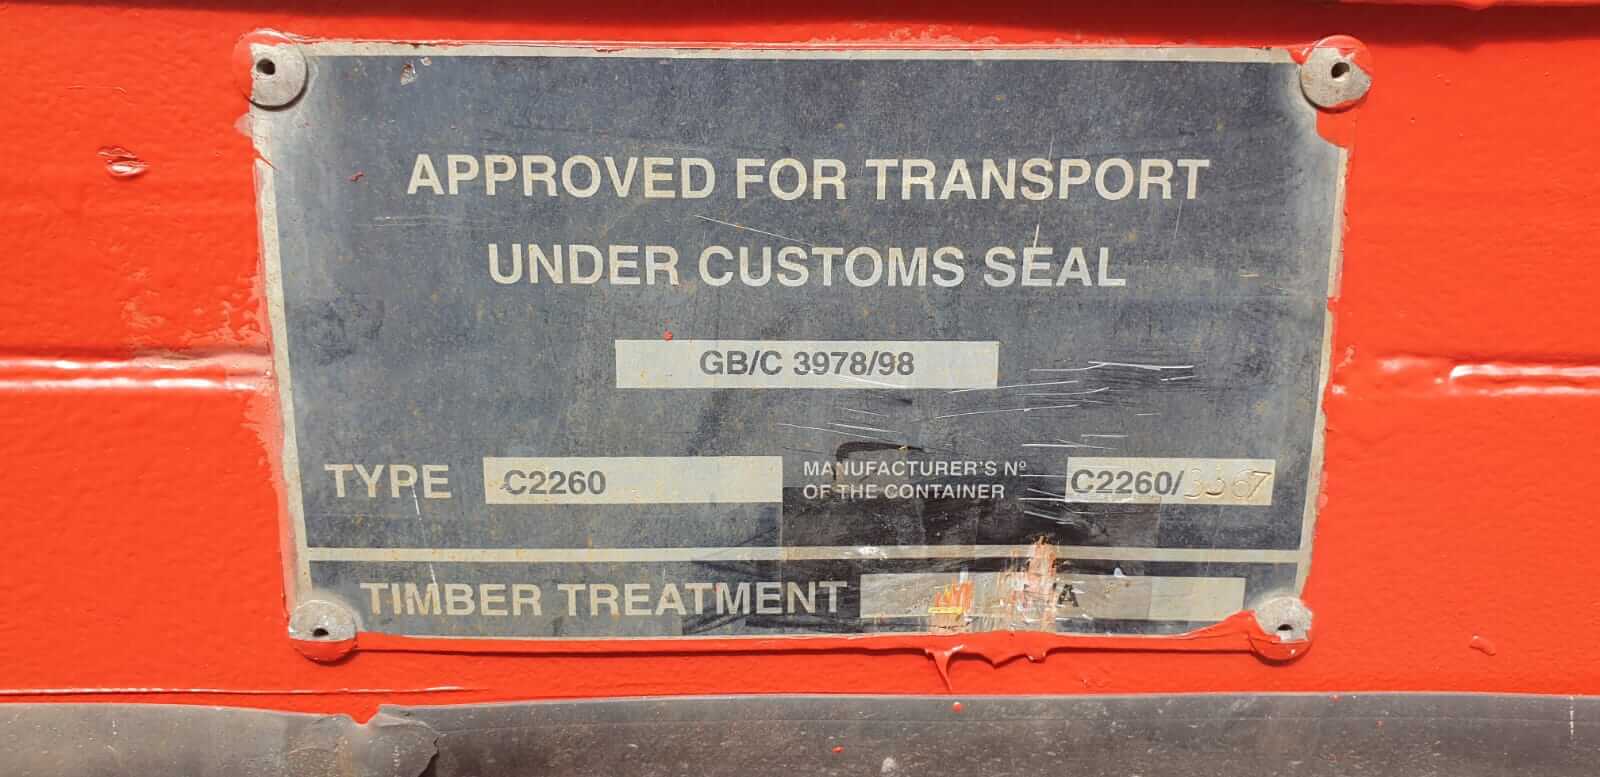 APPROVED FOR TRANSPORT
UNDER CUSTOMS SEAL
GB/C 3978/98
TYPE C2260
MANUFACTURER'S Nº
OF THE CONTAINER
C2260/3367
TIMBER TREATMENT